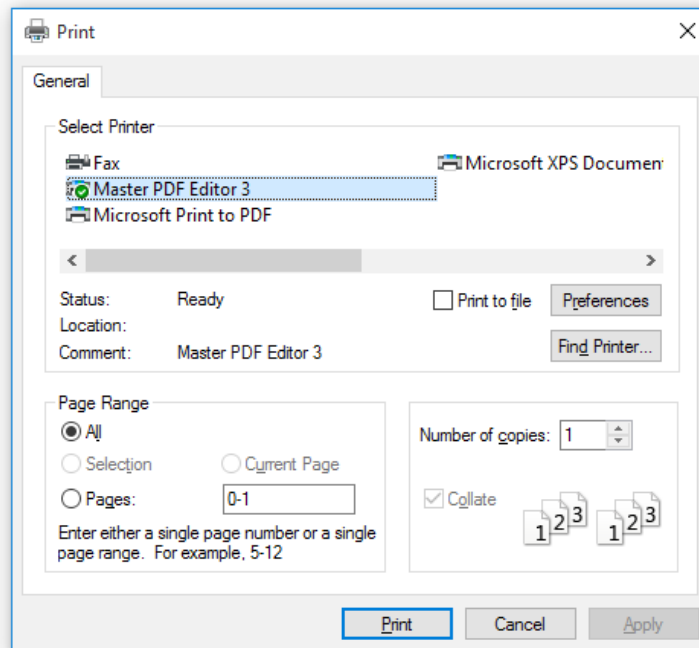 Print
General
Select Printer
Fax
Microsoft XPS Documen
Master PDF Editor 3
Microsoft Print to PDF
Status: Ready
Print to file
Preferences
Location:
Comment: Master PDF Editor 3
Find Printer...
Page Range
All
Selection
Current Page
Pages: 0-1
Enter either a single page number or a single
page range. For example, 5-12
Number of copies: 1
Collate
1 2 3 1 2 3
Print
Cancel
Apply